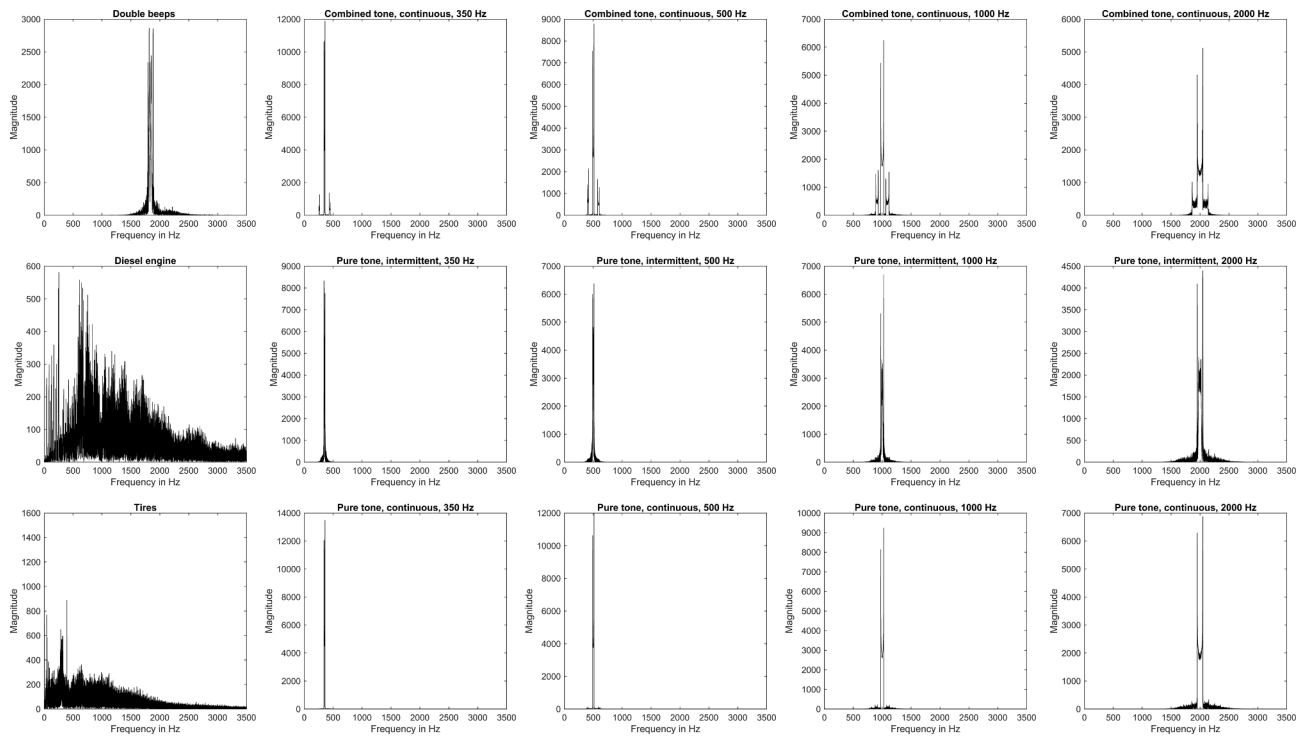 Double beeps
Magnitude
3000
2500
2000
1500
1000
500
0
0 500 1000 1500 2000 2500 3000 3500
Frequency in Hz
Combined tone, continuous, 350 Hz
Magnitude
12000
10000
8000
6000
4000
2000
0
0 500 1000 1500 2000 2500 3000 3500
Frequency in Hz
Combined tone, continuous, 500 Hz
Magnitude
9000
8000
7000
6000
5000
4000
3000
2000
1000
0
0 500 1000 1500 2000 2500 3000 3500
Frequency in Hz
Combined tone, continuous, 1000 Hz
Magnitude
7000
6000
5000
4000
3000
2000
1000
0
0 500 1000 1500 2000 2500 3000 3500
Frequency in Hz
Combined tone, continuous, 2000 Hz
Magnitude
6000
5000
4000
3000
2000
1000
0
0 500 1000 1500 2000 2500 3000 3500
Frequency in Hz
Diesel engine
Magnitude
600
500
400
300
200
100
0
0 500 1000 1500 2000 2500 3000 3500
Frequency in Hz
Pure tone, intermittent, 350 Hz
Magnitude
9000
8000
7000
6000
5000
4000
3000
2000
1000
0
0 500 1000 1500 2000 2500 3000 3500
Frequency in Hz
Pure tone, intermittent, 500 Hz
Magnitude
7000
6000
5000
4000
3000
2000
1000
0
0 500 1000 1500 2000 2500 3000 3500
Frequency in Hz
Pure tone, intermittent, 1000 Hz
Magnitude
7000
6000
5000
4000
3000
2000
1000
0
0 500 1000 1500 2000 2500 3000 3500
Frequency in Hz
Pure tone, intermittent, 2000 Hz
Magnitude
4500
4000
3500
3000
2500
2000
1500
1000
500
0
0 500 1000 1500 2000 2500 3000 3500
Frequency in Hz
Tires
Magnitude
1600
1400
1200
1000
800
600
400
200
0
0 500 1000 1500 2000 2500 3000 3500
Frequency in Hz
Pure tone, continuous, 350 Hz
Magnitude
14000
12000
10000
8000
6000
4000
2000
0
0 500 1000 1500 2000 2500 3000 3500
Frequency in Hz
Pure tone, continuous, 500 Hz
Magnitude
12000
10000
8000
6000
4000
2000
0
0 500 1000 1500 2000 2500 3000 3500
Frequency in Hz
Pure tone, continuous, 1000 Hz
Magnitude
10000
9000
8000
7000
6000
5000
4000
3000
2000
1000
0
0 500 1000 1500 2000 2500 3000 3500
Frequency in Hz
Pure tone, continuous, 2000 Hz
Magnitude
7000
6000
5000
4000
3000
2000
1000
0
0 500 1000 1500 2000 2500 3000 3500
Frequency in Hz